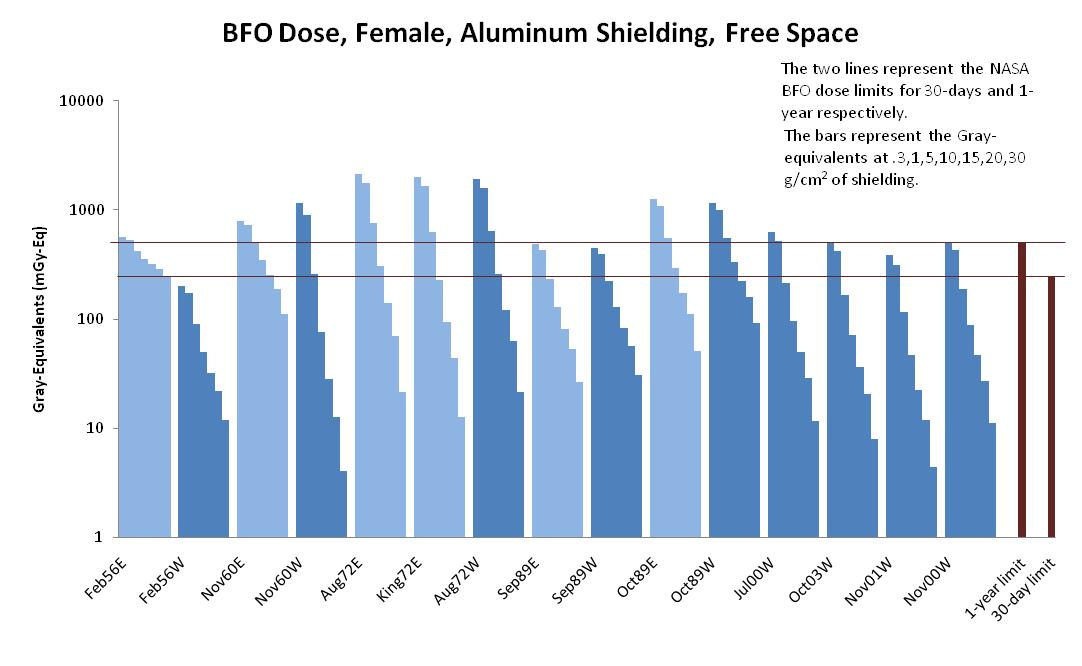 BFO Dose, Female, Aluminum Shielding, Free Space
The two lines represent the NASA
BFO dose limits for 30-days and 1-
year respectively.
The bars represent the Gray-
equivalents at .3,1,5,10,15,20,30
g/cm2 of shielding.
Gray-Equivalents (mGy-Eq)
10000
1000
100
10
1
Feb56E
Feb56W
Nov60E
Nov60W
Aug72E
King72E
Aug72W
Sep89E
Sep89W
Oct89E
Oct89W
Jul00W
Oct03W
Nov01W
Nov00W
1-year limit
30-day limit